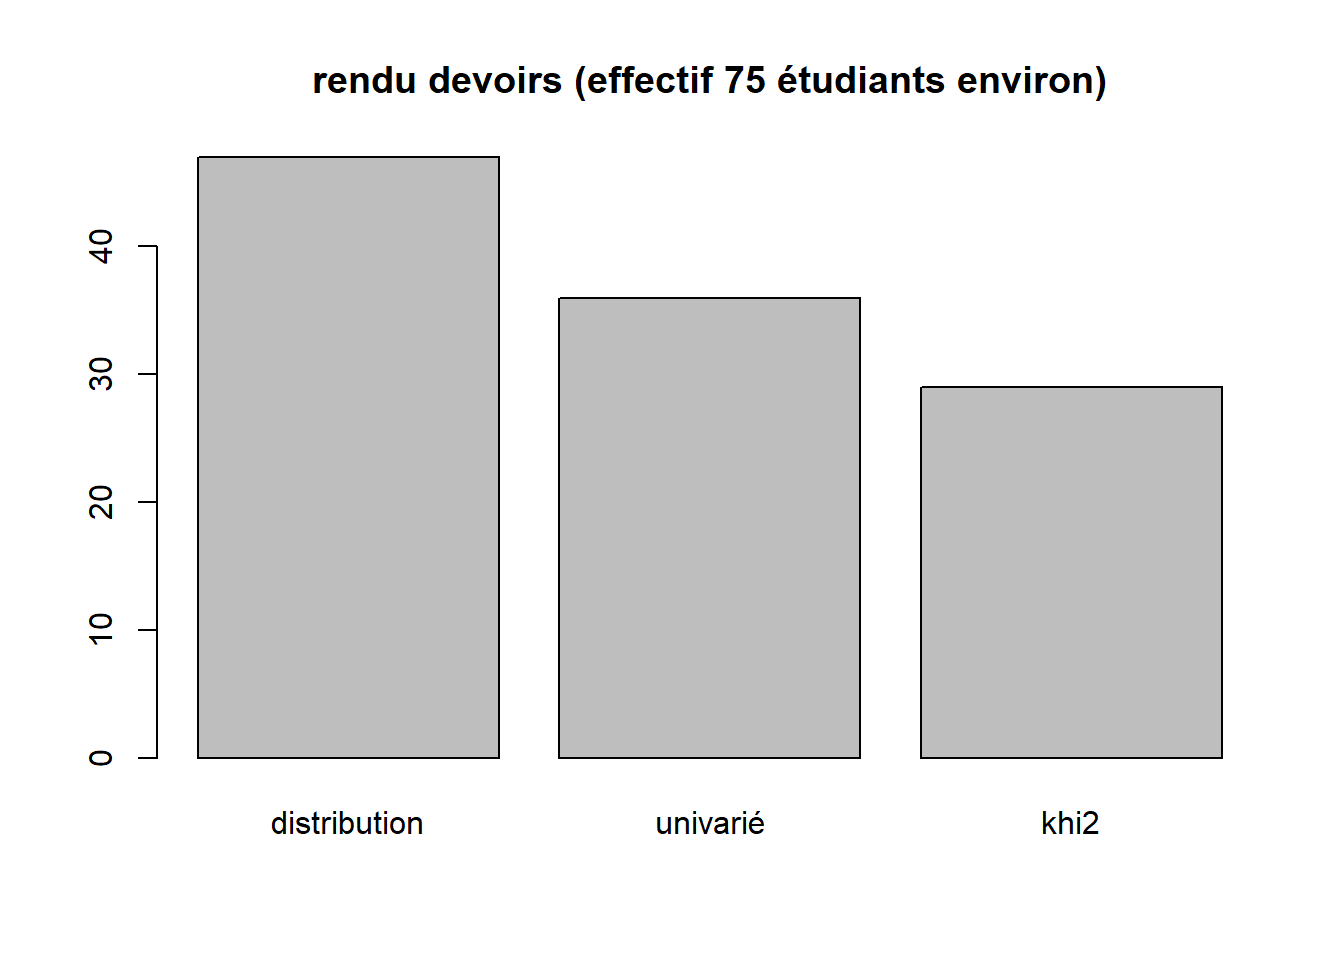 rendu devoirs (effectif 75 étudiants environ)
40
30
20
10
0
distribution univarié khi2